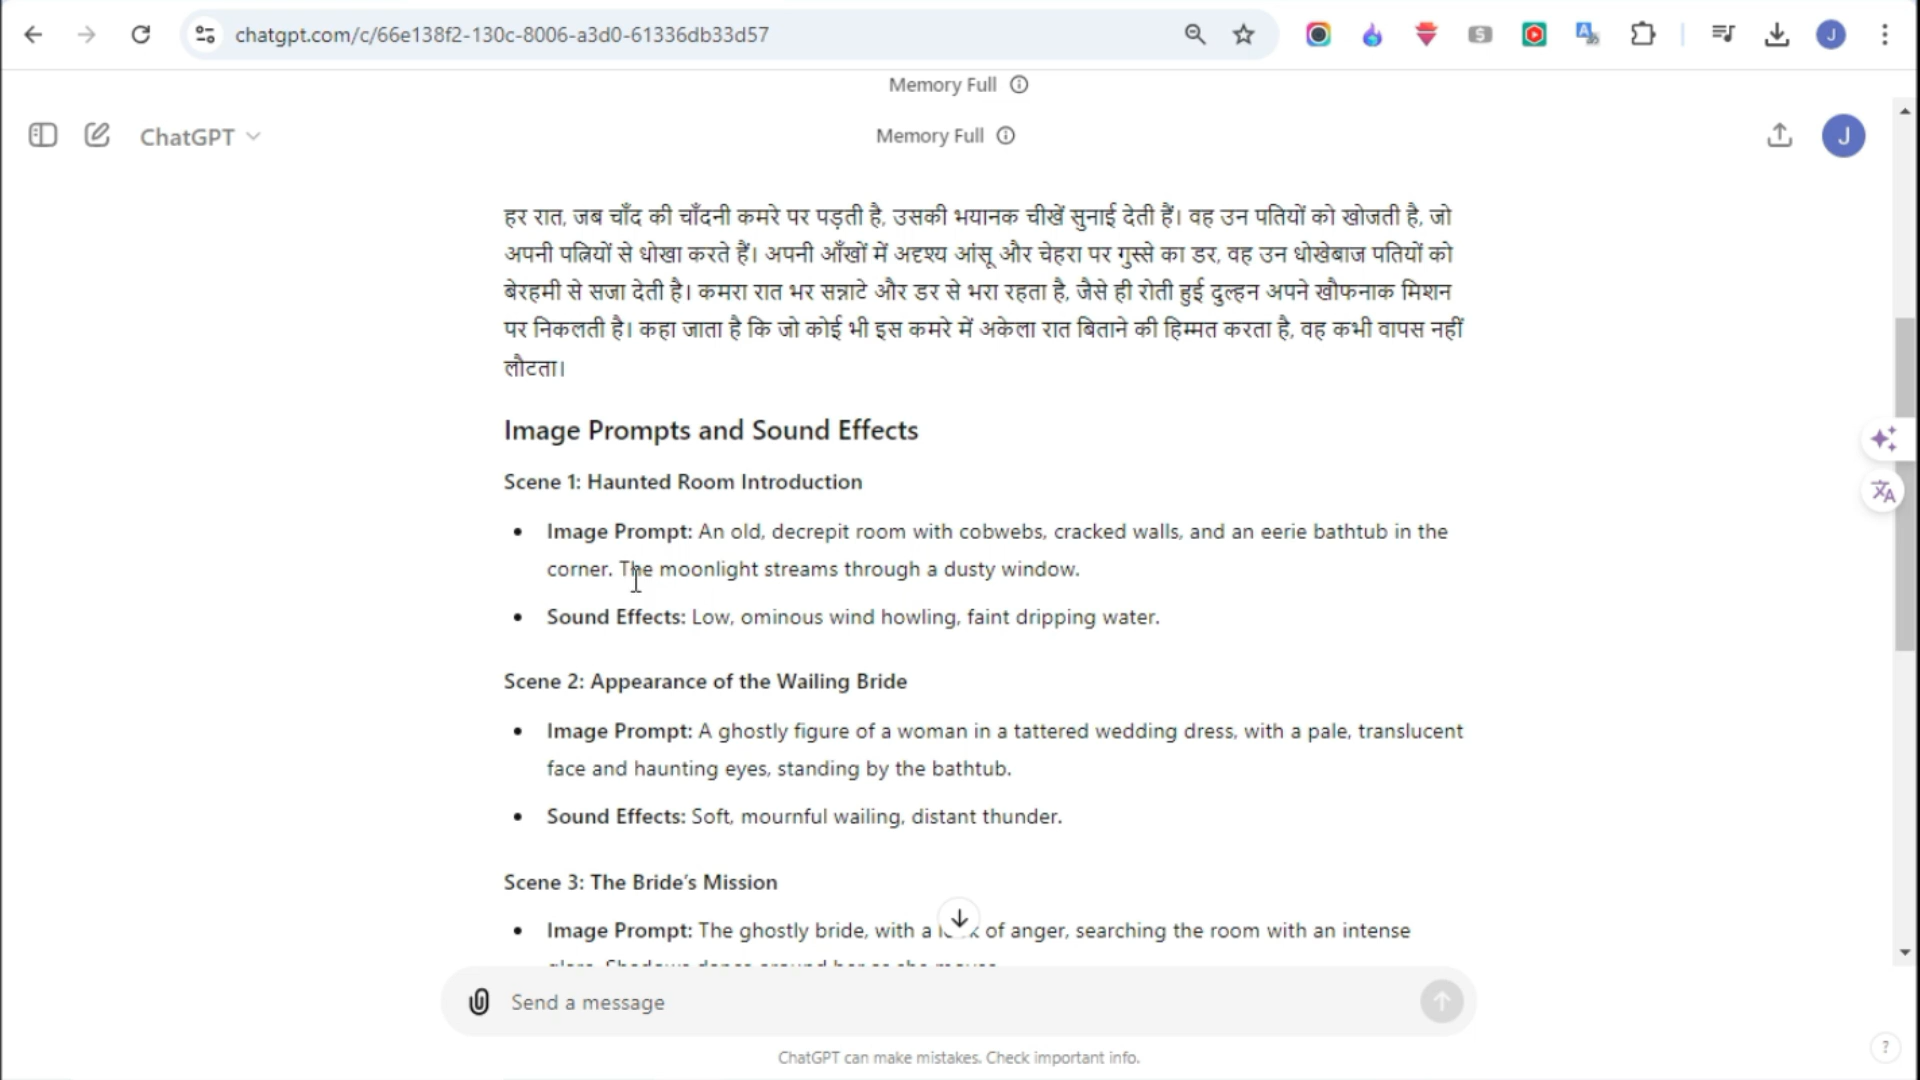 chatgpt.com/c/66e138f2-130c-8006-a3d0-61336db33d57
J
Memory Full
ChatGPT
Memory Full
J
हर रात, जब चाँद की चाँदनी कमरे पर पड़ती है, उसकी भयानक चीखें सुनाई देती हैं। वह उन पतियों को खोजती है, जो
अपनी पत्नियों से धोखा करते हैं। अपनी आँखों में अदृश्य आंसू और चेहरा पर गुस्से का डर, वह उन धोखेबाज पतियों को
बेरहमी से सजा देती है। कमरा रात भर सन्नाटे और डर से भरा रहता है, जैसे ही रोती हुई दुल्हन अपने खौफनाक मिशन
पर निकलती है। कहा जाता है कि जो कोई भी इस कमरे में अकेला रात बिताने की हिम्मत करता है, वह कभी वापस नहीं
लौटता।
Image Prompts and Sound Effects
Scene 1: Haunted Room Introduction
Image Prompt: An old, decrepit room with cobwebs, cracked walls, and an eerie bathtub in the
corner. The moonlight streams through a dusty window.
Sound Effects: Low, ominous wind howling, faint dripping water.
Scene 2: Appearance of the Wailing Bride
Image Prompt: A ghostly figure of a woman in a tattered wedding dress, with a pale, translucent
face and haunting eyes, standing by the bathtub.
Sound Effects: Soft, mournful wailing, distant thunder.
Scene 3: The Bride's Mission
Image Prompt: The ghostly bride, with a of anger, searching the room with an intense
Send a message
ChatGPT can make mistakes. Check important info.
?